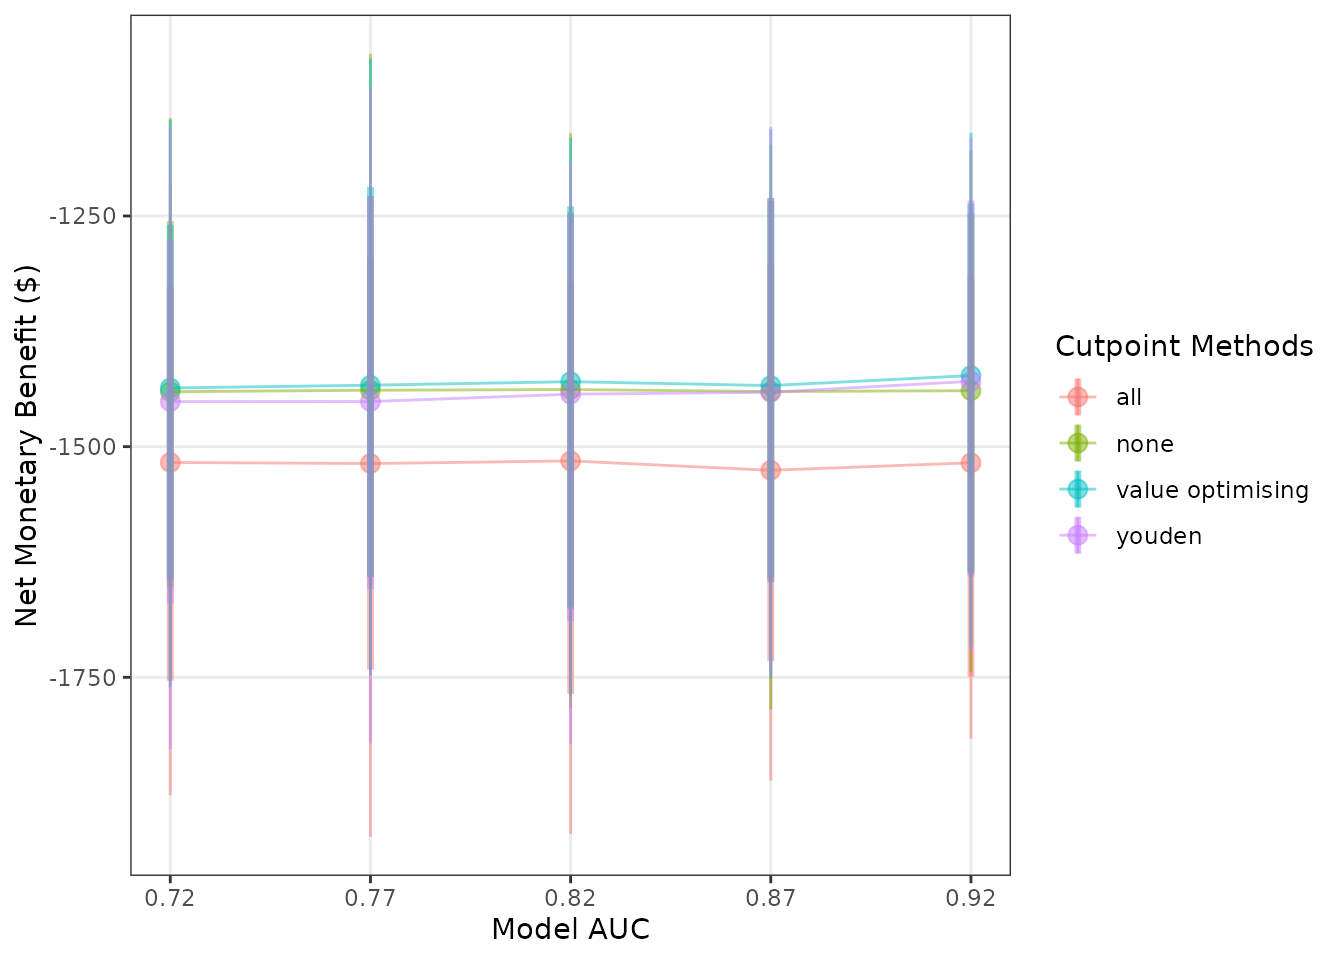 -1250
-1500
-1750
Net Monetary Benefit ($)
0.72 0.77 0.82 0.87 0.92
Model AUC
Cutpoint Methods
all
none
value optimising
youden